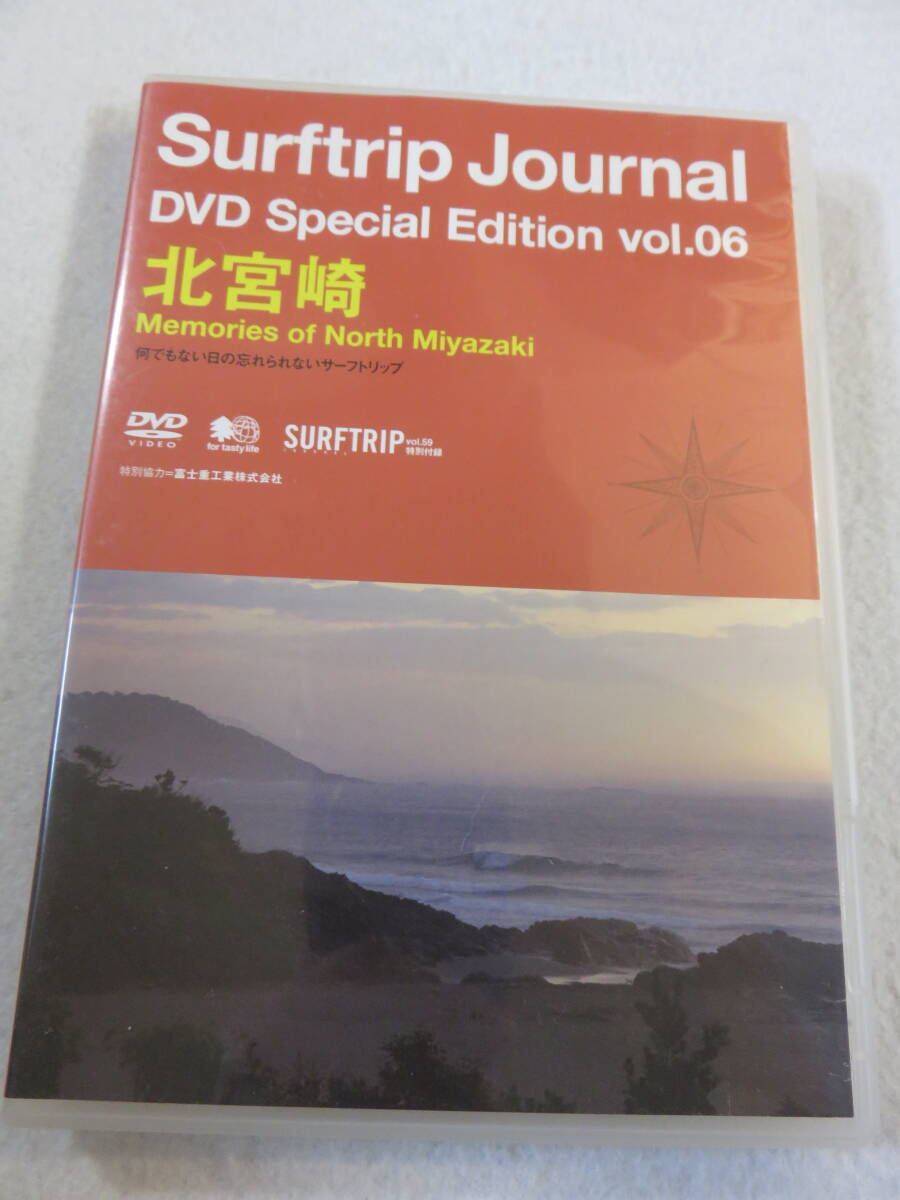 Surftrip Journal
DVD Special Edition vol.06
北宮崎
Memories of North Miyazaki
何でもない日の忘れられないサーフトリップ
DVD
VIDEO
for tasty life
SURFTRIP
JOURNAL
vol.59
特別付録
特別協力=富士重工業株式会社